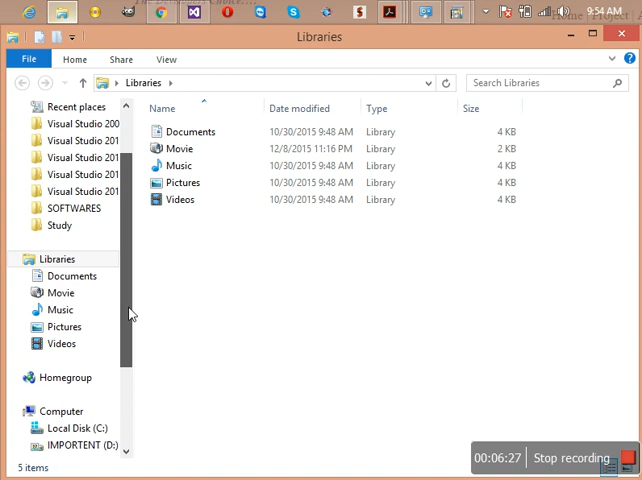 9:54 AM
Libraries
File
Home
Share
View
Libraries
Search Libraries
Name
Date modified
Type
Size
Recent places
Visual Studio 200
Visual Studio 201
Visual Studio 201
Visual Studio 201
Visual Studio 201
SOFTWARES
Study
Libraries
Documents
Movie
Music
Pictures
Videos
Homegroup
Computer
Local Disk (C:)
IMPORTENT (D:)
Documents 10/30/2015 9:48 AM Library 4 KB
Movie 12/8/2015 11:16 PM Library 2 KB
Music 10/30/2015 9:48 AM Library 4 KB
Pictures 10/30/2015 9:48 AM Library 4 KB
Videos 10/30/2015 9:48 AM Library 4 KB
5 items
00:06:27 Stop recording